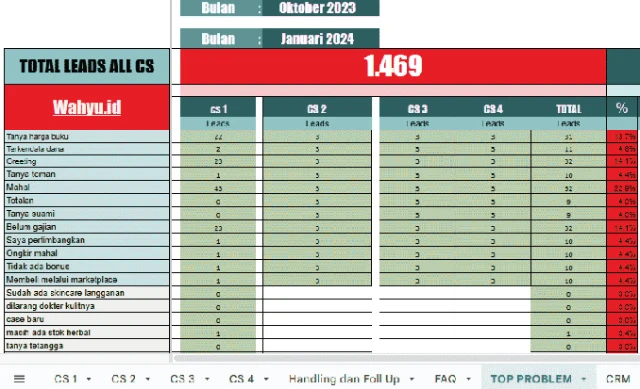 Bulan : Oktober 2023
Bulan : Januari 2024
TOTAL LEADS ALL CS 1.469
Wahyu.id CS 1 CS 2 CS 3 CS 4 TOTAL %
Leads Leads Leads Leads Leads
Tanya harga buku 22 3 3 3 31 13.7%
Terkendala dana 2 3 3 3 11 4.8%
Greeting 23 3 3 3 32 14.1%
Tanya teman 1 3 3 3 10 4.4%
Mahal 43 3 3 3 52 22.9%
Totalan 0 3 3 3 9 4.0%
Tanya suami 0 3 3 3 9 4.0%
Belum gajian 23 3 3 3 32 14.1%
Saya pertimbangkan 1 3 3 3 10 4.4%
Ongkir mahal 1 3 3 3 10 4.4%
Tidak ada bonus 1 3 3 3 10 4.4%
Membeli melalui marketplace 1 3 3 3 10 4.4%
Sudah ada skincare langganan 0 0 0.0%
dilarang dokter kulitnya 0 0 0.0%
case baru 0 0 0.0%
masih ada stok herbal 1 1 0.4%
tanya tetangga 0 0 0.0%
CS 1 CS 2 CS 3 CS 4 Handling dan Foll Up FAQ TOP PROBLEM CRM